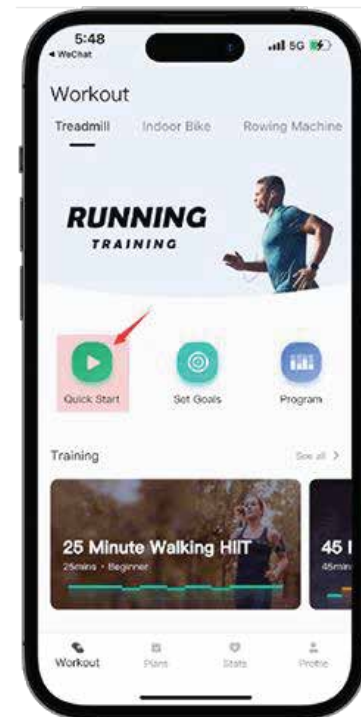 5:48
5G
WeChat
Workout
Treadmill Indoor Bike Rowing Machine
RUNNING
TRAINING
Quick Start Set Goals Program
Training See all >
25 Minute Walking HIIT
25mins • Beginner
45
45min
Workout Plans Stats Profile